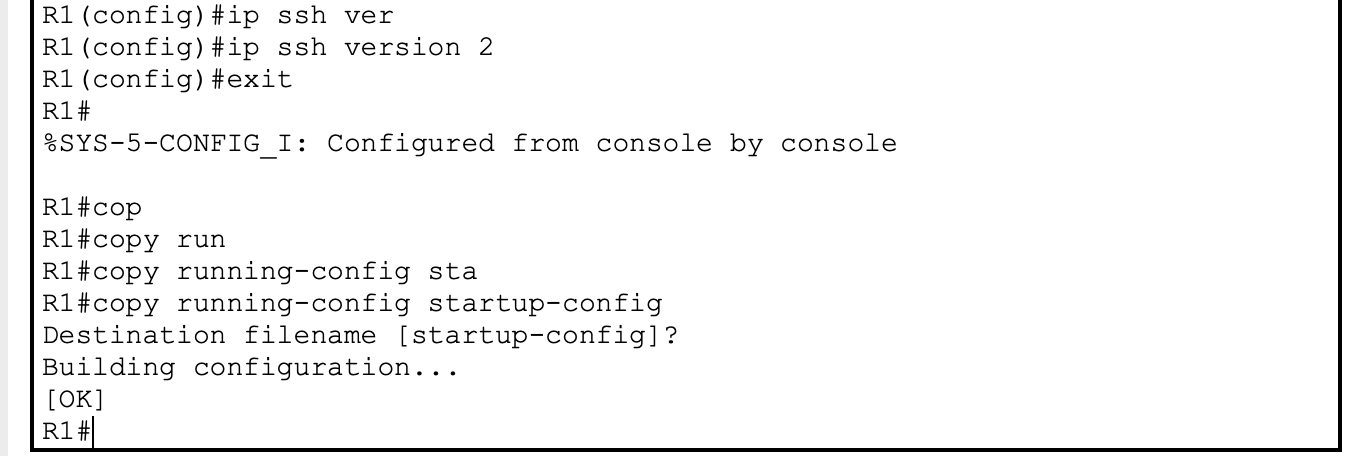 R1(config)#ip ssh ver
R1(config)#ip ssh version 2
R1(config)#exit
R1#
%SYS-5-CONFIG_I: Configured from console by console
R1#cop
R1#copy run
R1#copy running-config sta
R1#copy running-config startup-config
Destination filename [startup-config]?
Building configuration...
[OK]
R1#